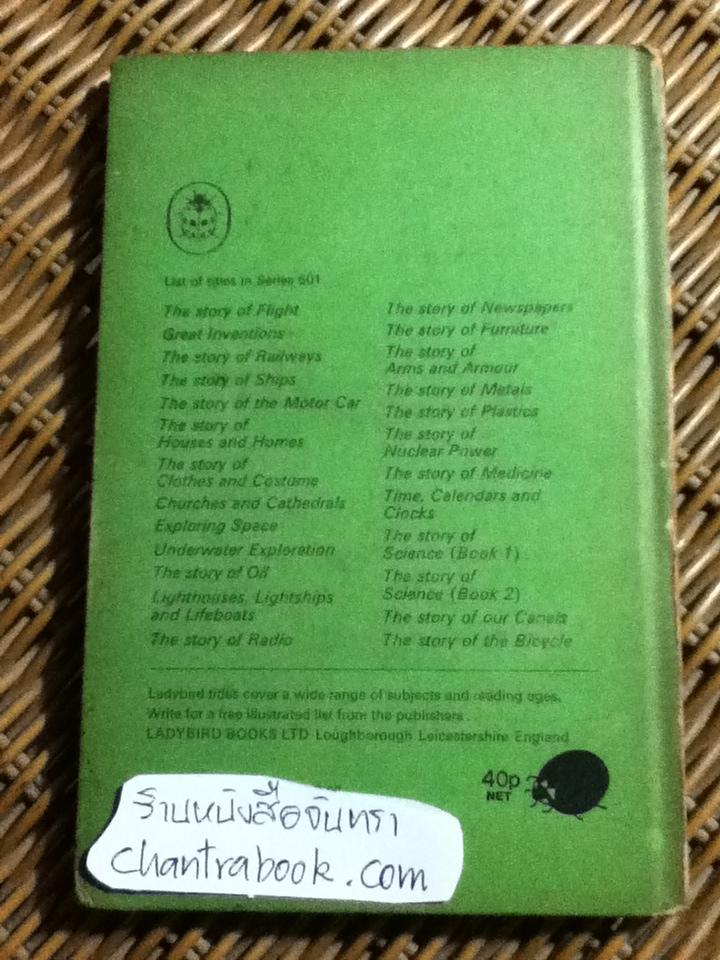 List of titles in Series 601
The story of Flight
Great Inventions
The story of Railways
The story of Ships
The story of the Motor Car
The story of
Houses and Homes
The story of
Clothes and Costume
Churches and Cathedrals
Exploring Space
Underwater Exploration
The story of Oil
Lighthouses, Lightships
and Lifeboats
The story of Radio
The story of Newspapers
The story of Furniture
The story of
Arms and Armour
The story of Metals
The story of Plastics
The story of
Nuclear Power
The story of Medicine
Time, Calendars and
Clocks
The story of
Science (Book 1)
The story of
Science (Book 2)
The story of our Canals
The story of the Bicycle
Ladybird titles cover a wide range of subjects and reading ages.
Write for a free illustrated list from the publishers.
LADYBIRD BOOKS LTD Loughborough Leicestershire England
40p
NET
ร้านหนังสือจันทรา
chantrabook.com